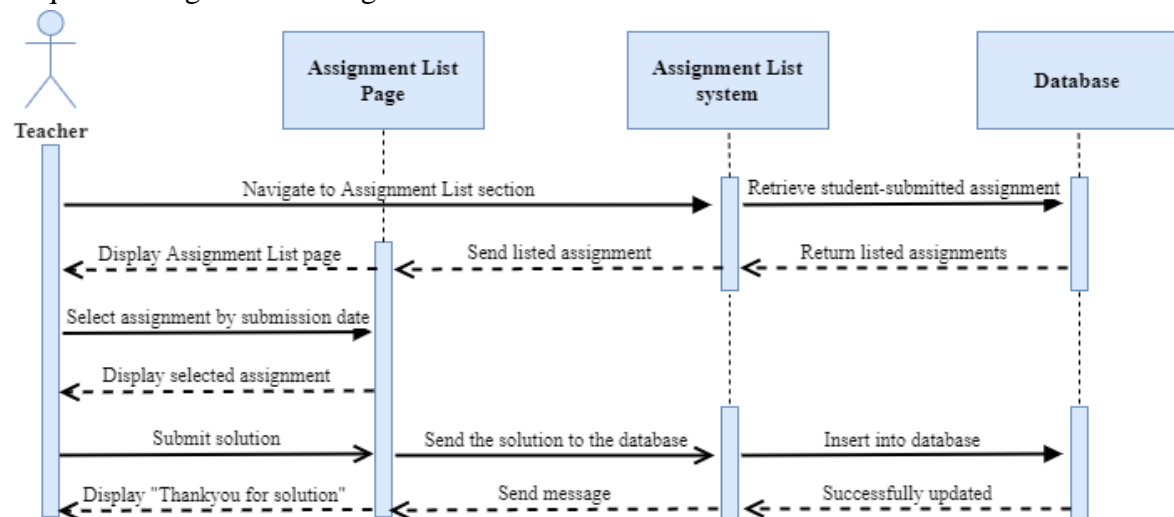 Assignment List
Page
Assignment List
system
Database
Teacher
Navigate to Assignment List section
Retrieve student-submitted assignment
Display Assignment List page
Send listed assignment
Return listed assignments
Select assignment by submission date
Display selected assignment
Submit solution
Send the solution to the database
Insert into database
Display "Thankyou for solution"
Send message
Successfully updated